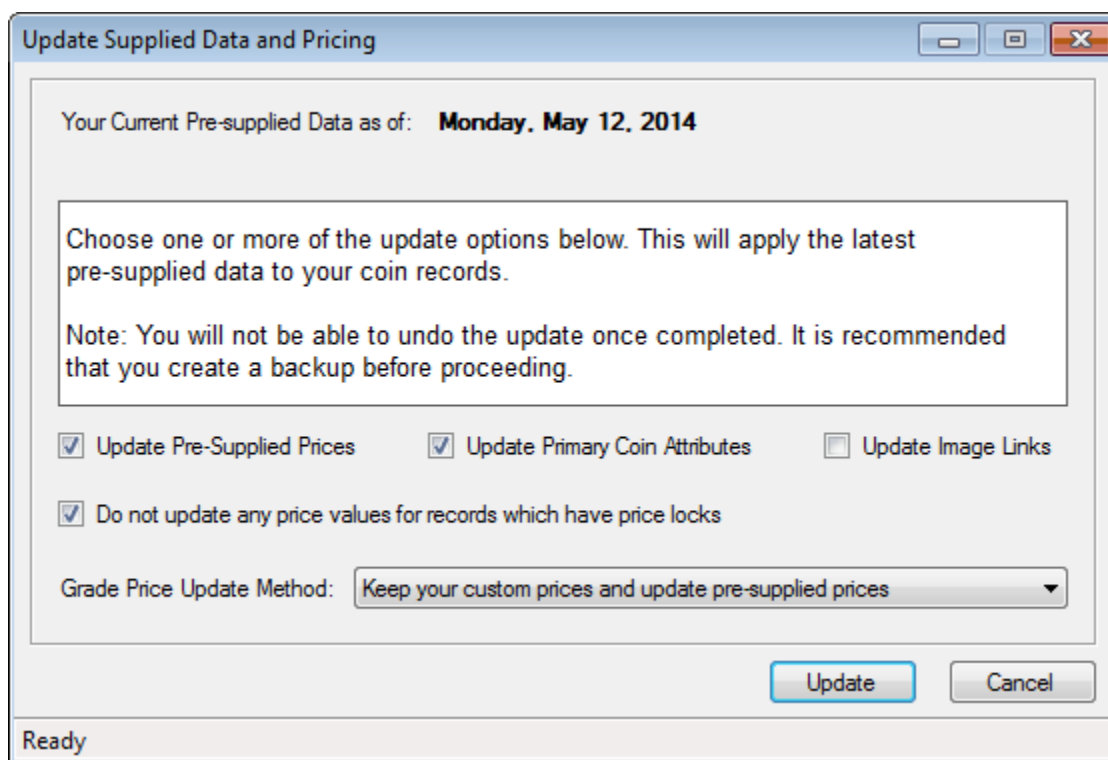 Update Supplied Data and Pricing
Your Current Pre-supplied Data as of: Monday, May 12, 2014
Choose one or more of the update options below. This will apply the latest
pre-supplied data to your coin records.
Note: You will not be able to undo the update once completed. It is recommended
that you create a backup before proceeding.
Update Pre-Supplied Prices Update Primary Coin Attributes Update Image Links
Do not update any price values for records which have price locks
Grade Price Update Method: Keep your custom prices and update pre-supplied prices
Update Cancel
Ready